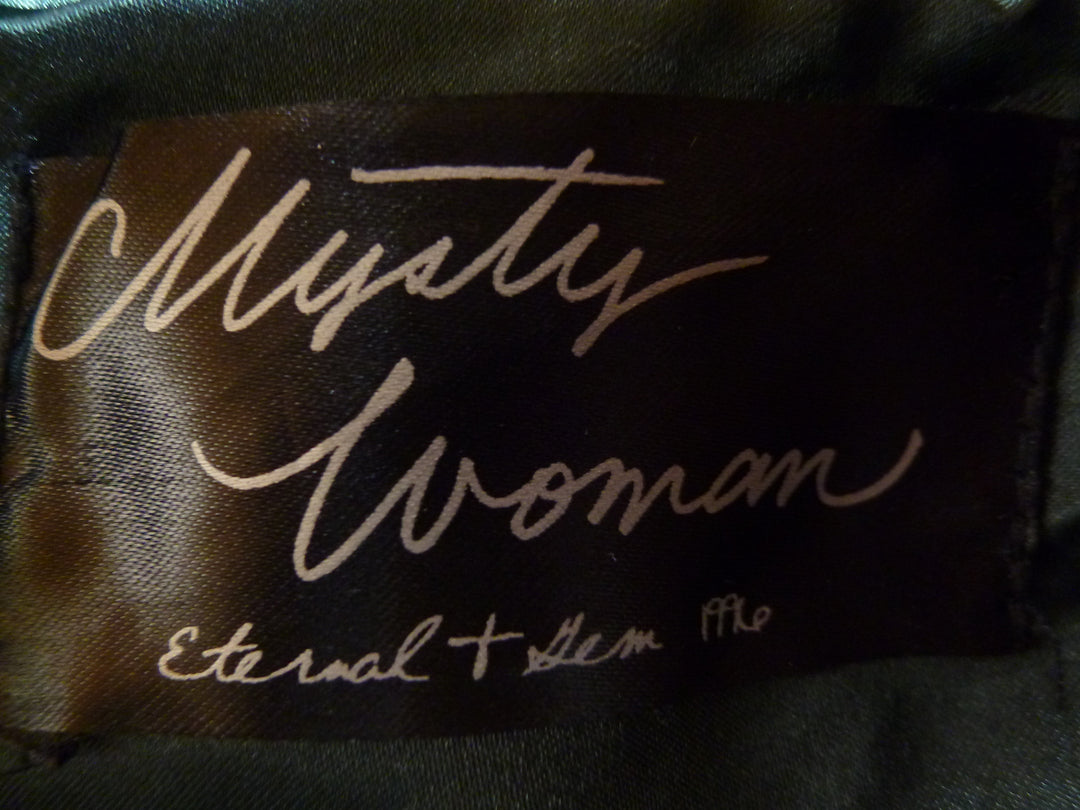 Mysty
Woman
Eternal + Gem 1996